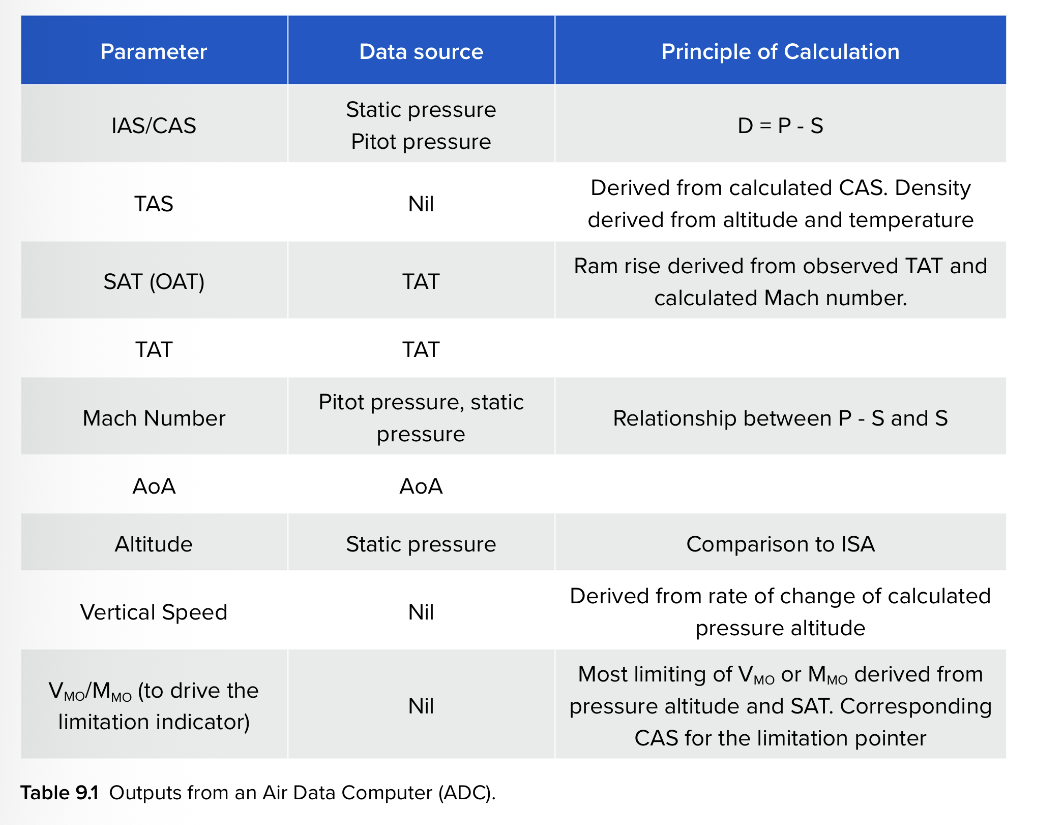 Parameter
Data source
Principle of Calculation
IAS/CAS
Static pressure
Pitot pressure
D = P - S
TAS
Nil
Derived from calculated CAS. Density
derived from altitude and temperature
SAT (OAT)
TAT
Ram rise derived from observed TAT and
calculated Mach number.
TAT
TAT
Mach Number
Pitot pressure, static
pressure
Relationship between P - S and S
AoA
AoA
Altitude
Static pressure
Comparison to ISA
Vertical Speed
Nil
Derived from rate of change of calculated
pressure altitude
VMO/MMO (to drive the
limitation indicator)
Nil
Most limiting of VMO or MMO derived from
pressure altitude and SAT. Corresponding
CAS for the limitation pointer
Table 9.1 Outputs from an Air Data Computer (ADC).